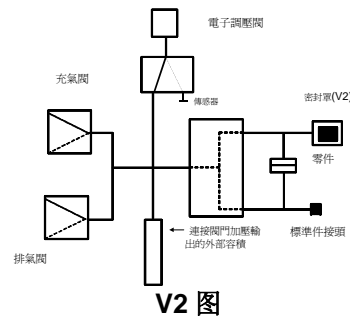 電子調壓閥
充氣閥
傳感器
密封罩(V2)
零件
排氣閥
連接閥門加壓輸
出的外部容積
標準件接頭
V2 图